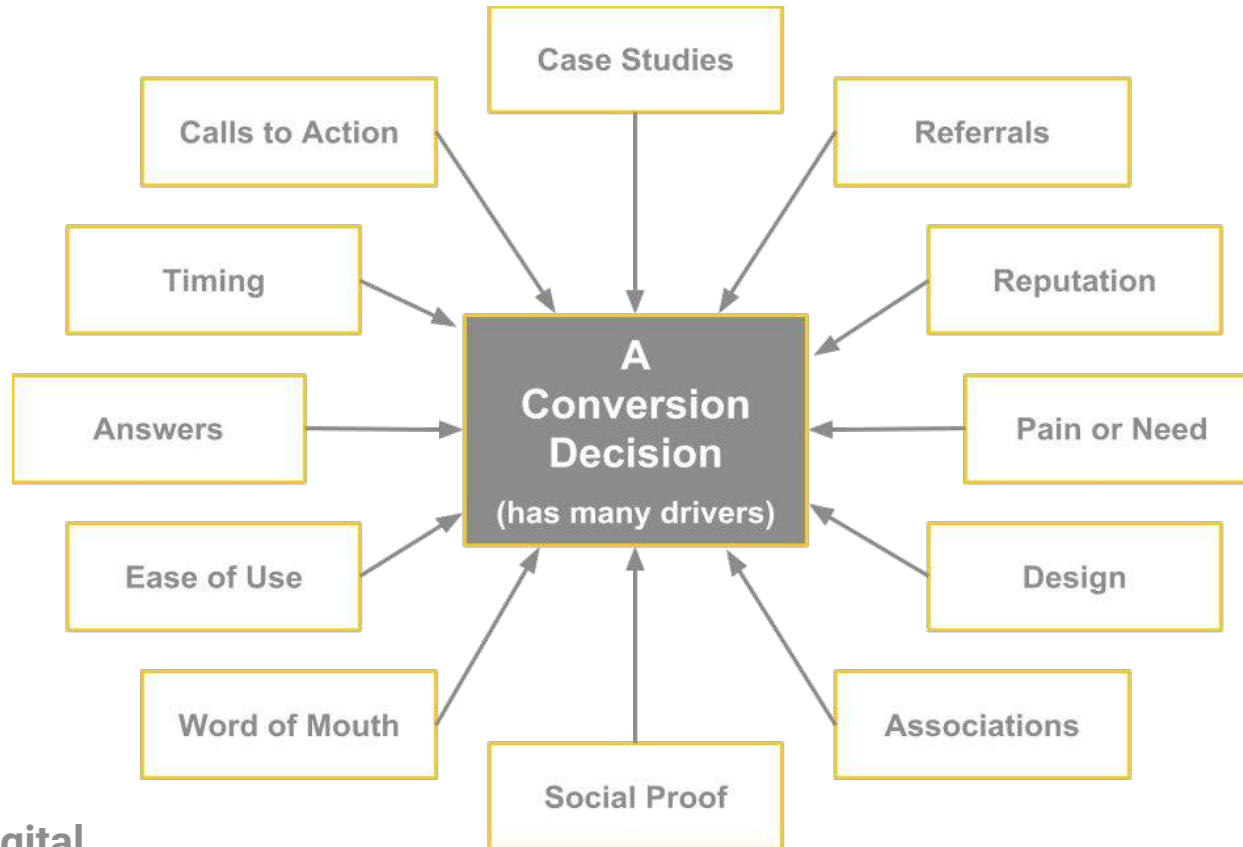 Case Studies
Calls to Action
Referrals
Timing
Reputation
A
Conversion
Decision
(has many drivers)
Answers
Pain or Need
Ease of Use
Design
Word of Mouth
Associations
Social Proof
gital